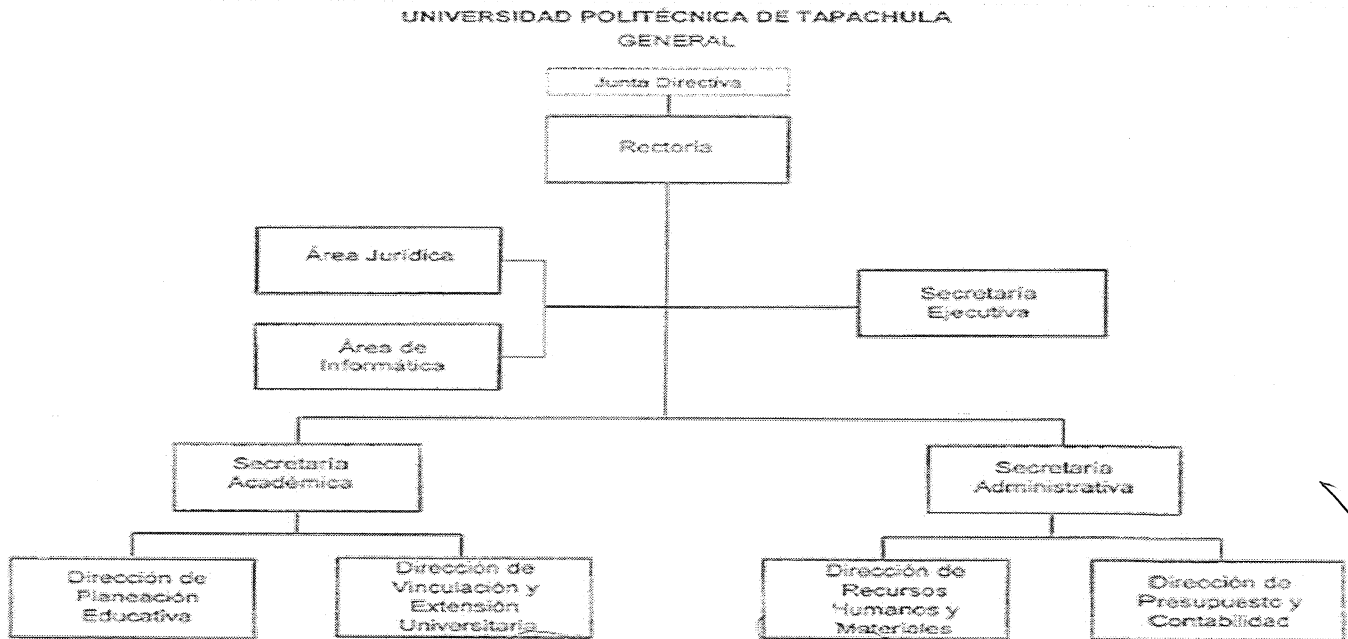 UNIVERSIDAD POLITÉCNICA DE TAPACHULA
GENERAL
Junta Directiva
Rectoría
Área Jurídica
Secretaría
Ejecutiva
Área de
Informática
Secretaría
Académica
Secretaría
Administrativa
Dirección de
Planeación
Educativa
Dirección de
Vinculación y
Extensión
Universitaria
Dirección de
Recursos
Humanos y
Materiales
Dirección de
Presupuesto y
Contabilidad